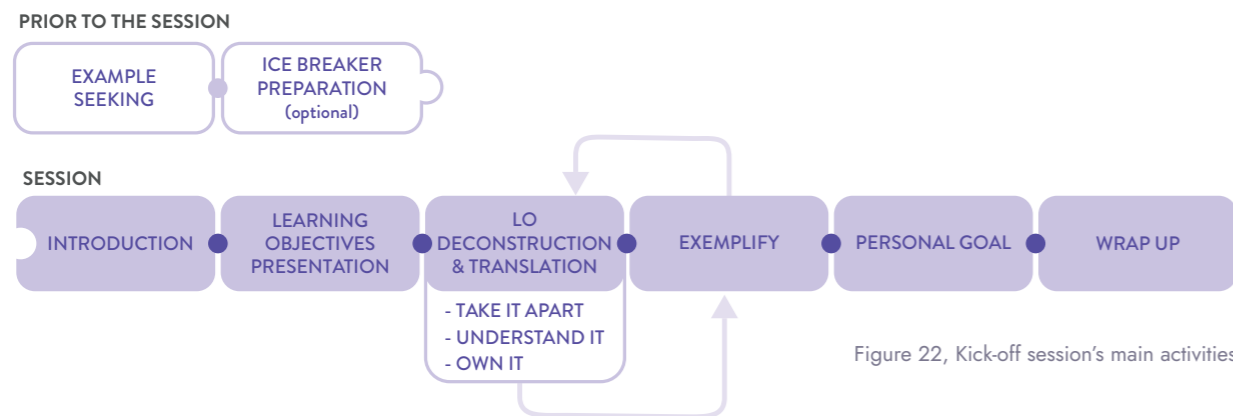 PRIOR TO THE SESSION
EXAMPLE
SEEKING
ICE BREAKER
PREPARATION
(optional)
SESSION
INTRODUCTION
LEARNING
OBJECTIVES
PRESENTATION
LO
DECONSTRUCTION
& TRANSLATION
- TAKE IT APART
- UNDERSTAND IT
- OWN IT
EXEMPLIFY
PERSONAL GOAL
WRAP UP
Figure 22, Kick-off session's main activities